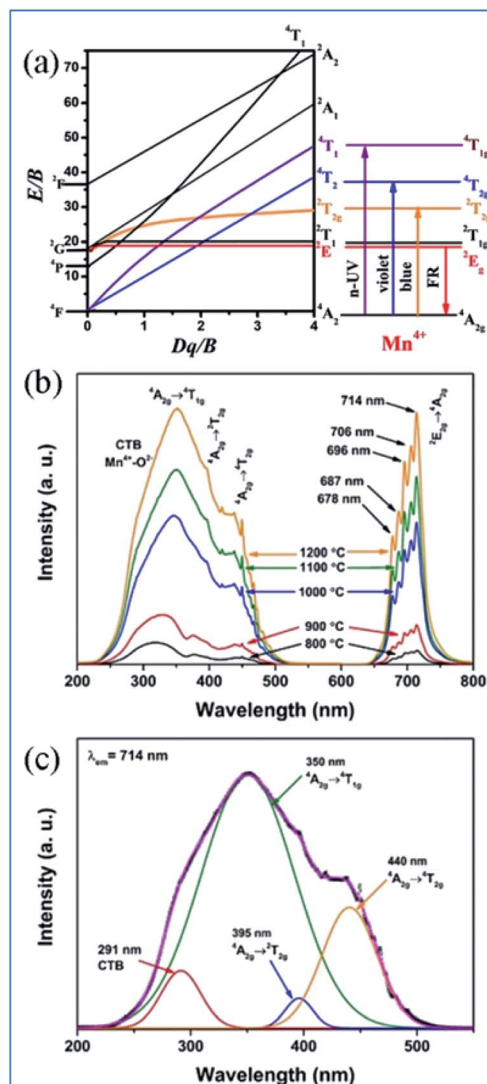 (a)
⁴T₁
²A₂
²A₁
⁴T₁
⁴T₂
²T₂g
²T₁
²E
⁴A₂
75
70
60
50
40
30
20
10
0
E/B
²F
²G
⁴P
⁴F
0 1 2 3 4
Dq/B
n-UV
violet
blue
FR
⁴T₁g
⁴T₂g
²T₂g
²T₁g
²Eg
⁴A₂g
Mn⁴⁺
(b)
Intensity (a. u.)
CTB
Mn⁴⁺-O²⁻
⁴A₂g→⁴T₁g
⁴A₂g→²T₂g
⁴A₂g→⁴T₂g
714 nm
706 nm
696 nm
687 nm
678 nm
²E₂g→⁴A₂g
1200 °C
1100 °C
1000 °C
900 °C
800 °C
200 300 400 500 600 700 800
Wavelength (nm)
(c)
λem = 714 nm
Intensity (a. u.)
350 nm
⁴A₂g→⁴T₁g
440 nm
⁴A₂g→⁴T₂g
395 nm
⁴A₂g→²T₂g
291 nm
CTB
200 300 400 500
Wavelength (nm)